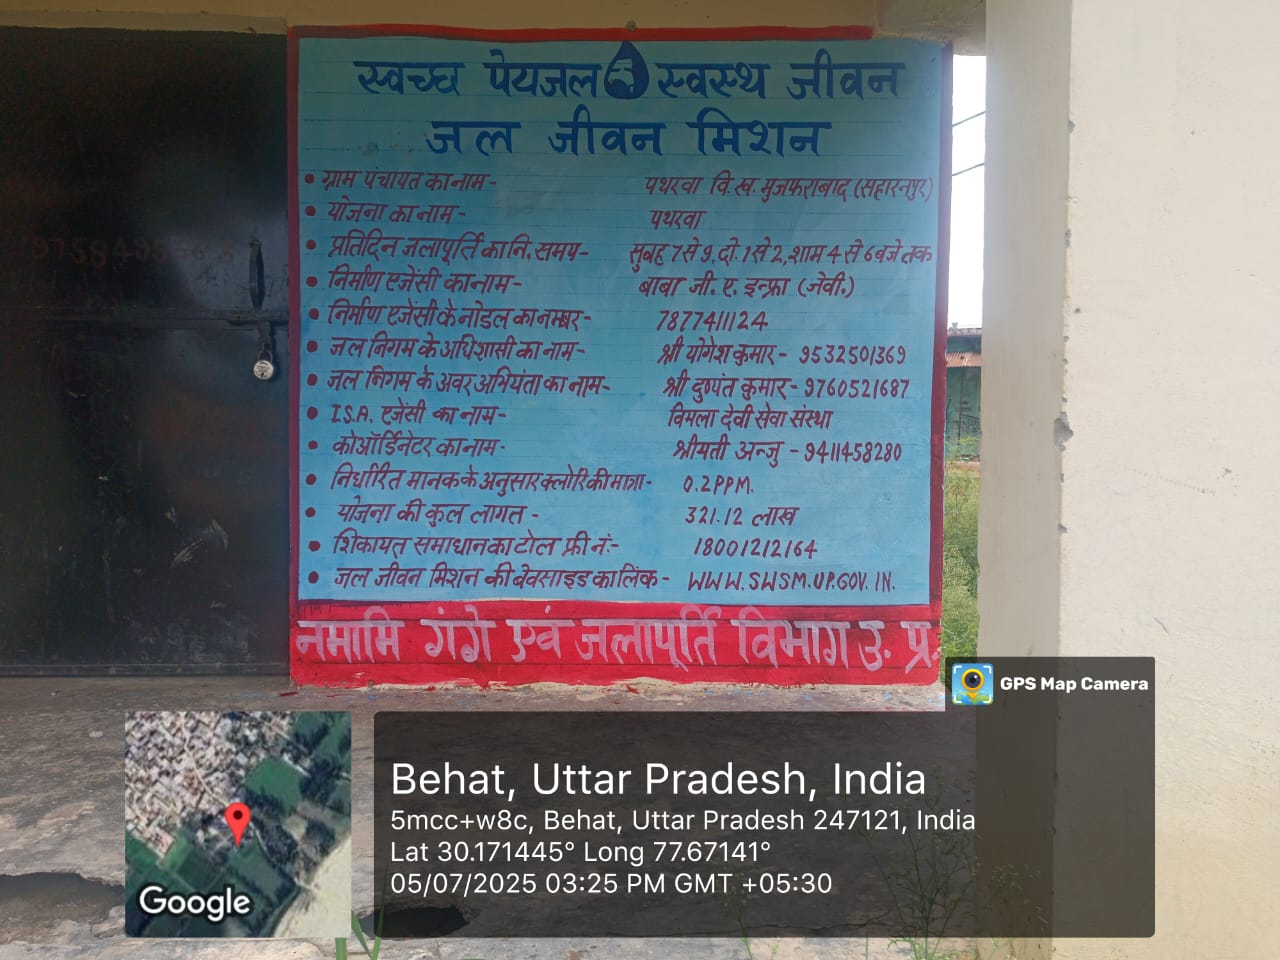 स्वच्छ पेयजल स्वस्थ जीवन
जल जीवन मिशन
• ग्राम पंचायत का नाम- पथरवा वि.ख. मुजफराबाद (सहारनपुर)
• योजना का नाम- पथरवा
• प्रतिदिन जलापूर्ति का नि. समय- सुबह 7 से 9, दो. 1 से 2, शाम 4 से 6 बजे तक
• निर्माण एजेंसी का नाम- बाबा जी. ए. इन्फ्रा (जेवी.)
• निर्माण एजेंसी के नोडल का नम्बर- 7877411124
• जल निगम के अधिशासी का नाम- श्री योगेश कुमार- 9532501369
• जल निगम के अवर अभियंता का नाम- श्री दुष्यंत कुमार- 9760521687
• I.S.A. एजेंसी का नाम- विमला देवी सेवा संस्था
• कोऑर्डिनेटर का नाम- श्रीयती अन्जु - 9411458280
• निर्धारित मानक के अनुसार क्लोरि की मात्रा- 0.2PPM.
• योजना की कुल लागत- 321.12 लाख
• शिकायत समाधान का टोल फ्री नं:- 18001212164
• जल जीवन मिशन की बेवसाइड का लिंक- WWW.SWSM.UP.GOV.IN.
नमामि गंगे एवं जलापूर्ति विभाग उ. प्र.
GPS Map Camera
Google
Behat, Uttar Pradesh, India
5mcc+w8c, Behat, Uttar Pradesh 247121, India
Lat 30.171445° Long 77.67141°
05/07/2025 03:25 PM GMT +05:30